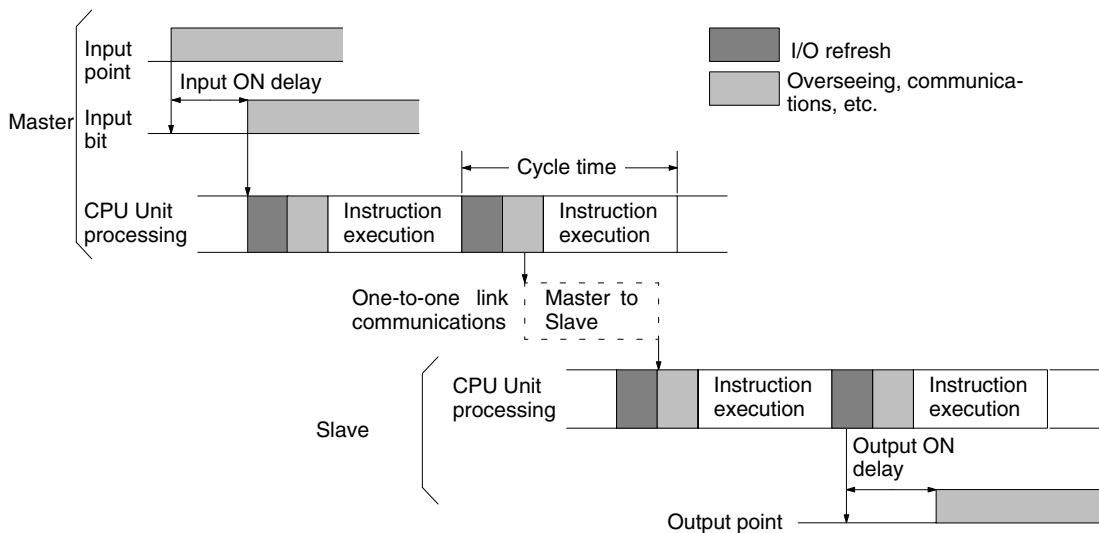 Master
Input
point
Input ON delay
Input
bit
I/O refresh
Overseeing, communica-
tions, etc.
Cycle time
CPU Unit
processing
Instruction
execution
Instruction
execution
One-to-one link
communications
Master to
Slave
Slave
CPU Unit
processing
Instruction
execution
Instruction
execution
Output ON
delay
Output point